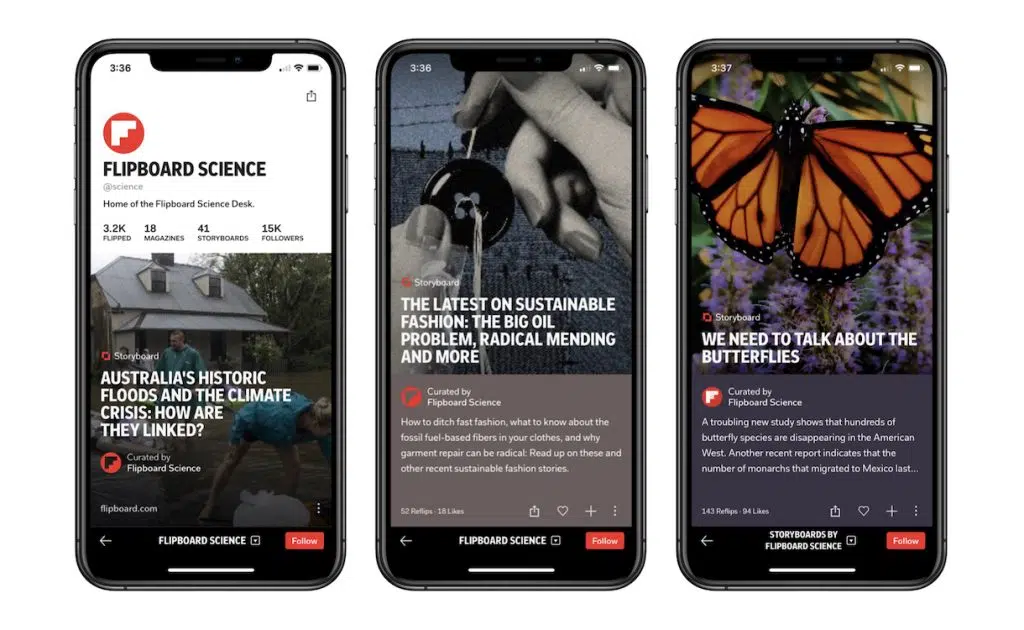 3:36
FLIPBOARD SCIENCE
@science
Home of the Flipboard Science Desk.
3.2K 18 41 15K
FLIPPED MAGAZINES STORYBOARDS FOLLOWERS
Storyboard
AUSTRALIA'S HISTORIC
FLOODS AND THE CLIMATE
CRISIS: HOW ARE
THEY LINKED?
Curated by
Flipboard Science
flipboard.com
FLIPBOARD SCIENCE
Follow
3:36
Storyboard
THE LATEST ON SUSTAINABLE
FASHION: THE BIG OIL
PROBLEM, RADICAL MENDING
AND MORE
Curated by
Flipboard Science
How to ditch fast fashion, what to know about the
fossil fuel-based fibers in your clothes, and why
garment repair can be radical: Read up on these and
other recent sustainable fashion stories.
52 Reflips · 18 Likes
FLIPBOARD SCIENCE
Follow
3:37
Storyboard
WE NEED TO TALK ABOUT THE
BUTTERFLIES
Curated by
Flipboard Science
A troubling new study shows that hundreds of
butterfly species are disappearing in the American
West. Another recent report indicates that the
number of monarchs that migrated to Mexico last...
143 Reflips · 94 Likes
STORYBOARDS BY
FLIPBOARD SCIENCE
Follow